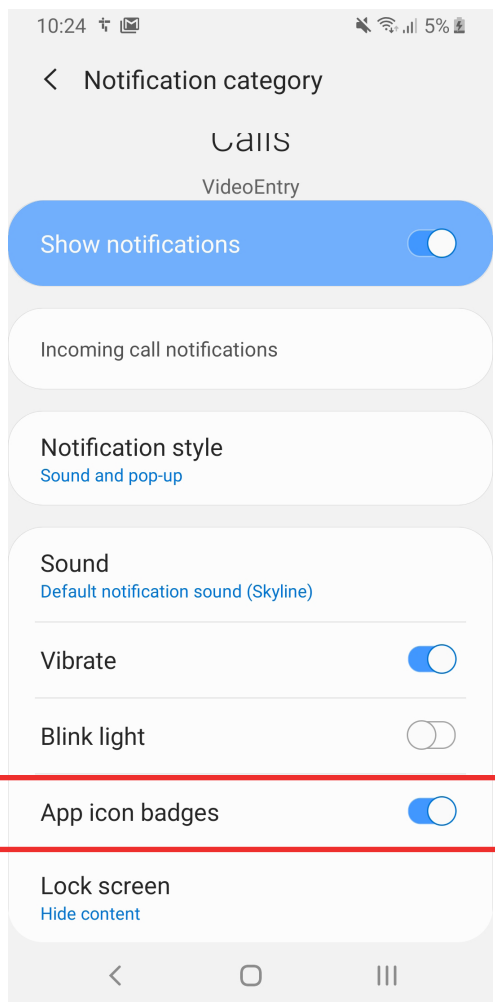 10:24 5%
Notification category
Calls
VideoEntry
Show notifications
Incoming call notifications
Notification style
Sound and pop-up
Sound
Default notification sound (Skyline)
Vibrate
Blink light
App icon badges
Lock screen
Hide content